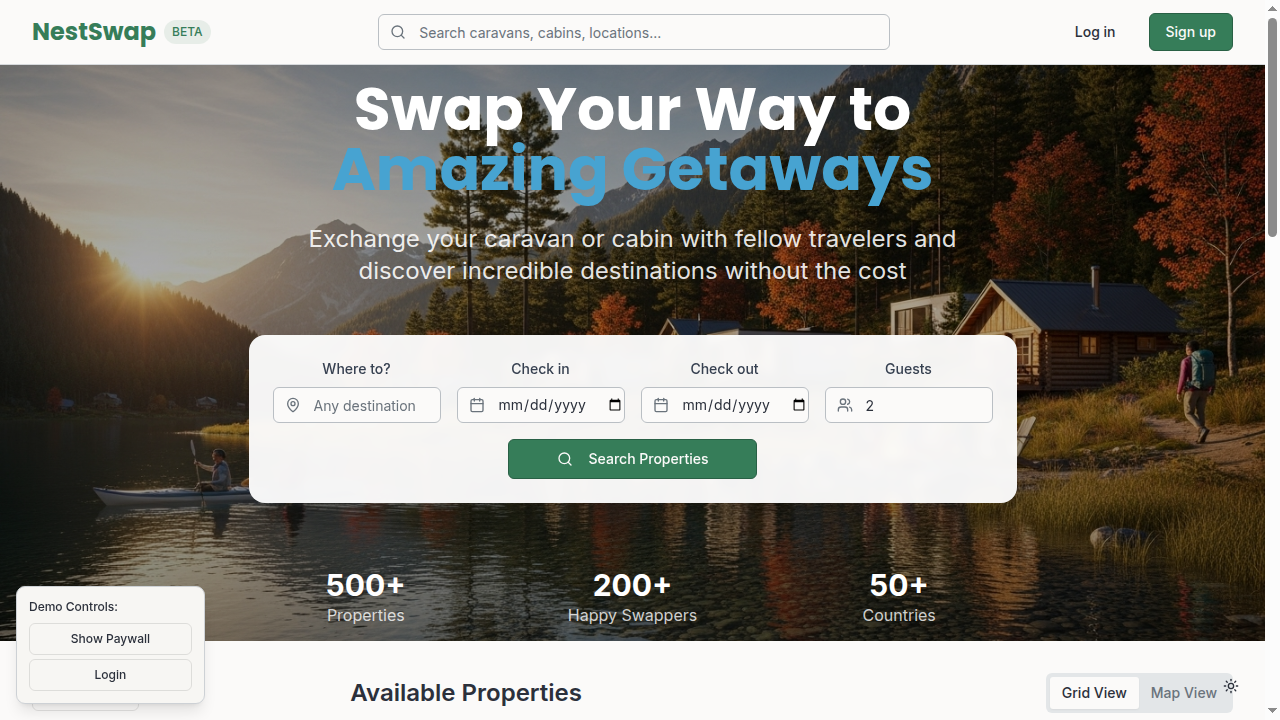 NestSwap
BETA
Search caravans, cabins, locations...
Log in
Sign up
Swap Your Way to
Amazing Getaways
Exchange your caravan or cabin with fellow travelers and
discover incredible destinations without the cost
Where to?
Check in
Check out
Guests
Any destination
mm/dd/yyyy
mm/dd/yyyy
2
Search Properties
500+
Properties
200+
Happy Swappers
50+
Countries
Demo Controls:
Show Paywall
Login
Available Properties
Grid View
Map View